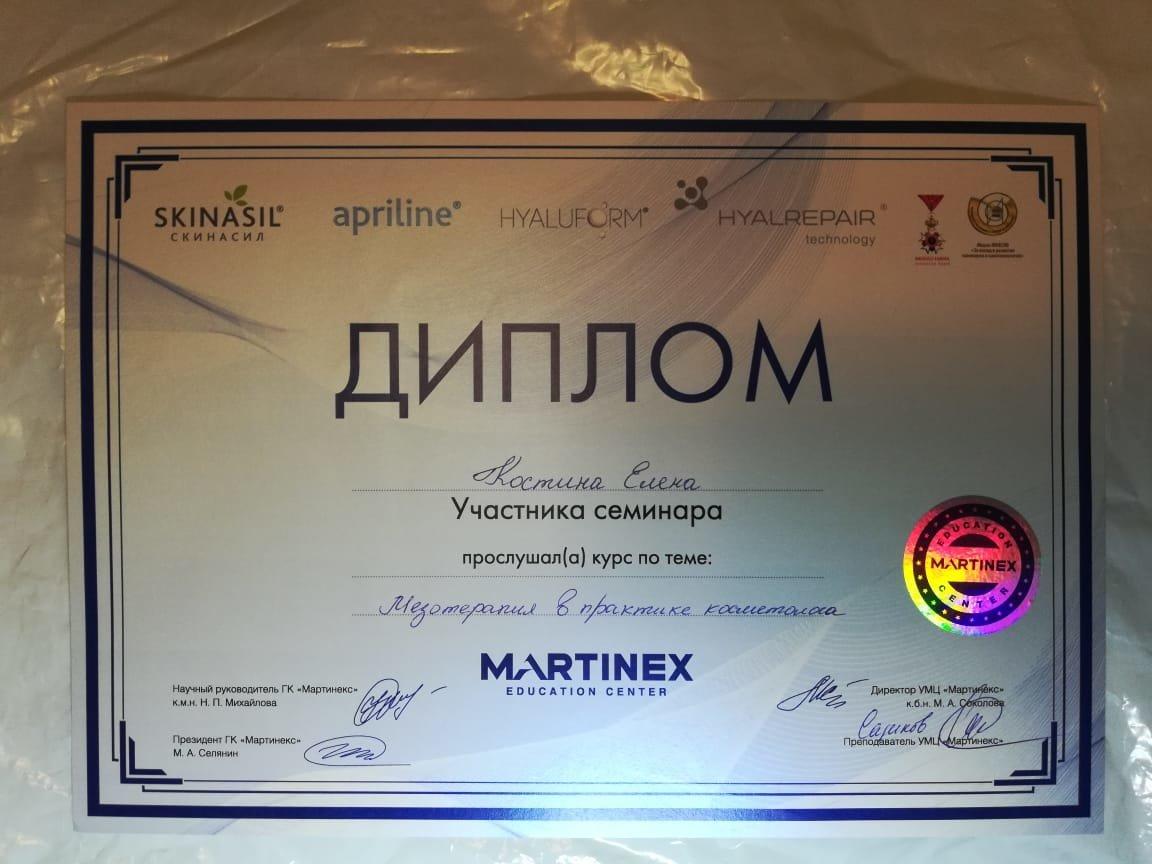 SKINASIL®
СКИНАСИЛ
apriline®
HYALUFORM®
HYALREPAIR®
technology
ДИПЛОМ
Костина Елена
Участника семинара
прослушал(а) курс по теме:
Мезотерапия в практике косметолога
EDUCATION
MARTINEX
CENTER
MARTINEX
EDUCATION CENTER
Научный руководитель ГК «Мартинекс»
к.м.н. Н. П. Михайлова
Президент ГК «Мартинекс»
М. А. Селянин
Директор УМЦ «Мартинекс»
к.б.н. М. А. Соколова
Преподаватель УМЦ «Мартинекс»